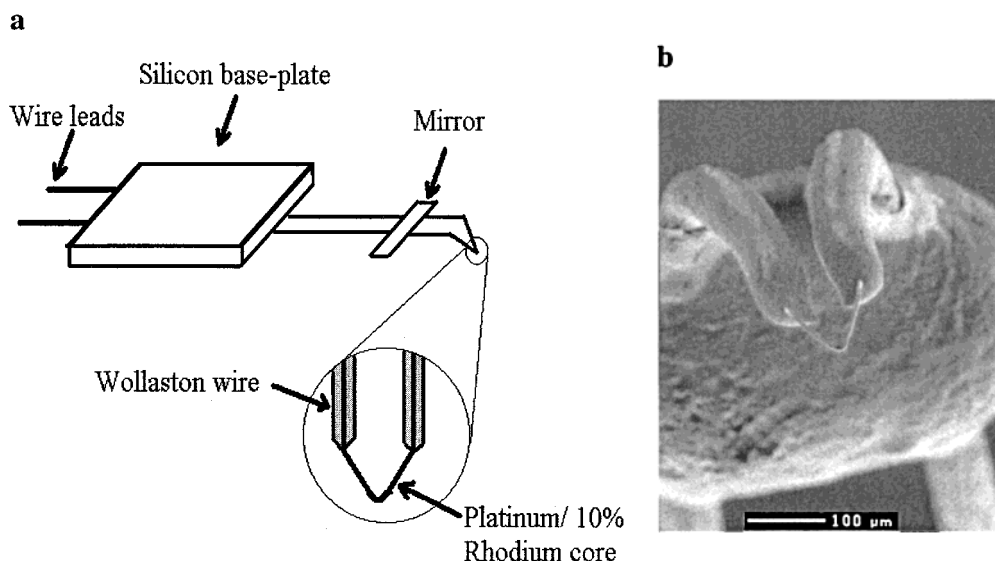 a
Silicon base-plate
Wire leads
Mirror
Wollaston wire
Platinum/ 10%
Rhodium core
b
100 µm